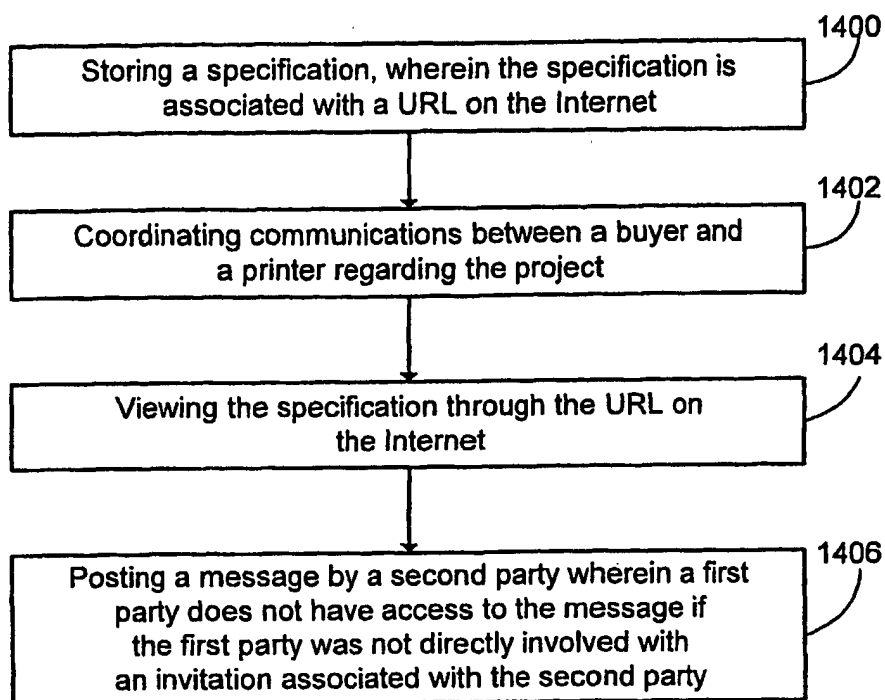 1400
Storing a specification, wherein the specification is
associated with a URL on the Internet
1402
Coordinating communications between a buyer and
a printer regarding the project
1404
Viewing the specification through the URL on
the Internet
1406
Posting a message by a second party wherein a first
party does not have access to the message if
the first party was not directly involved with
an invitation associated with the second party